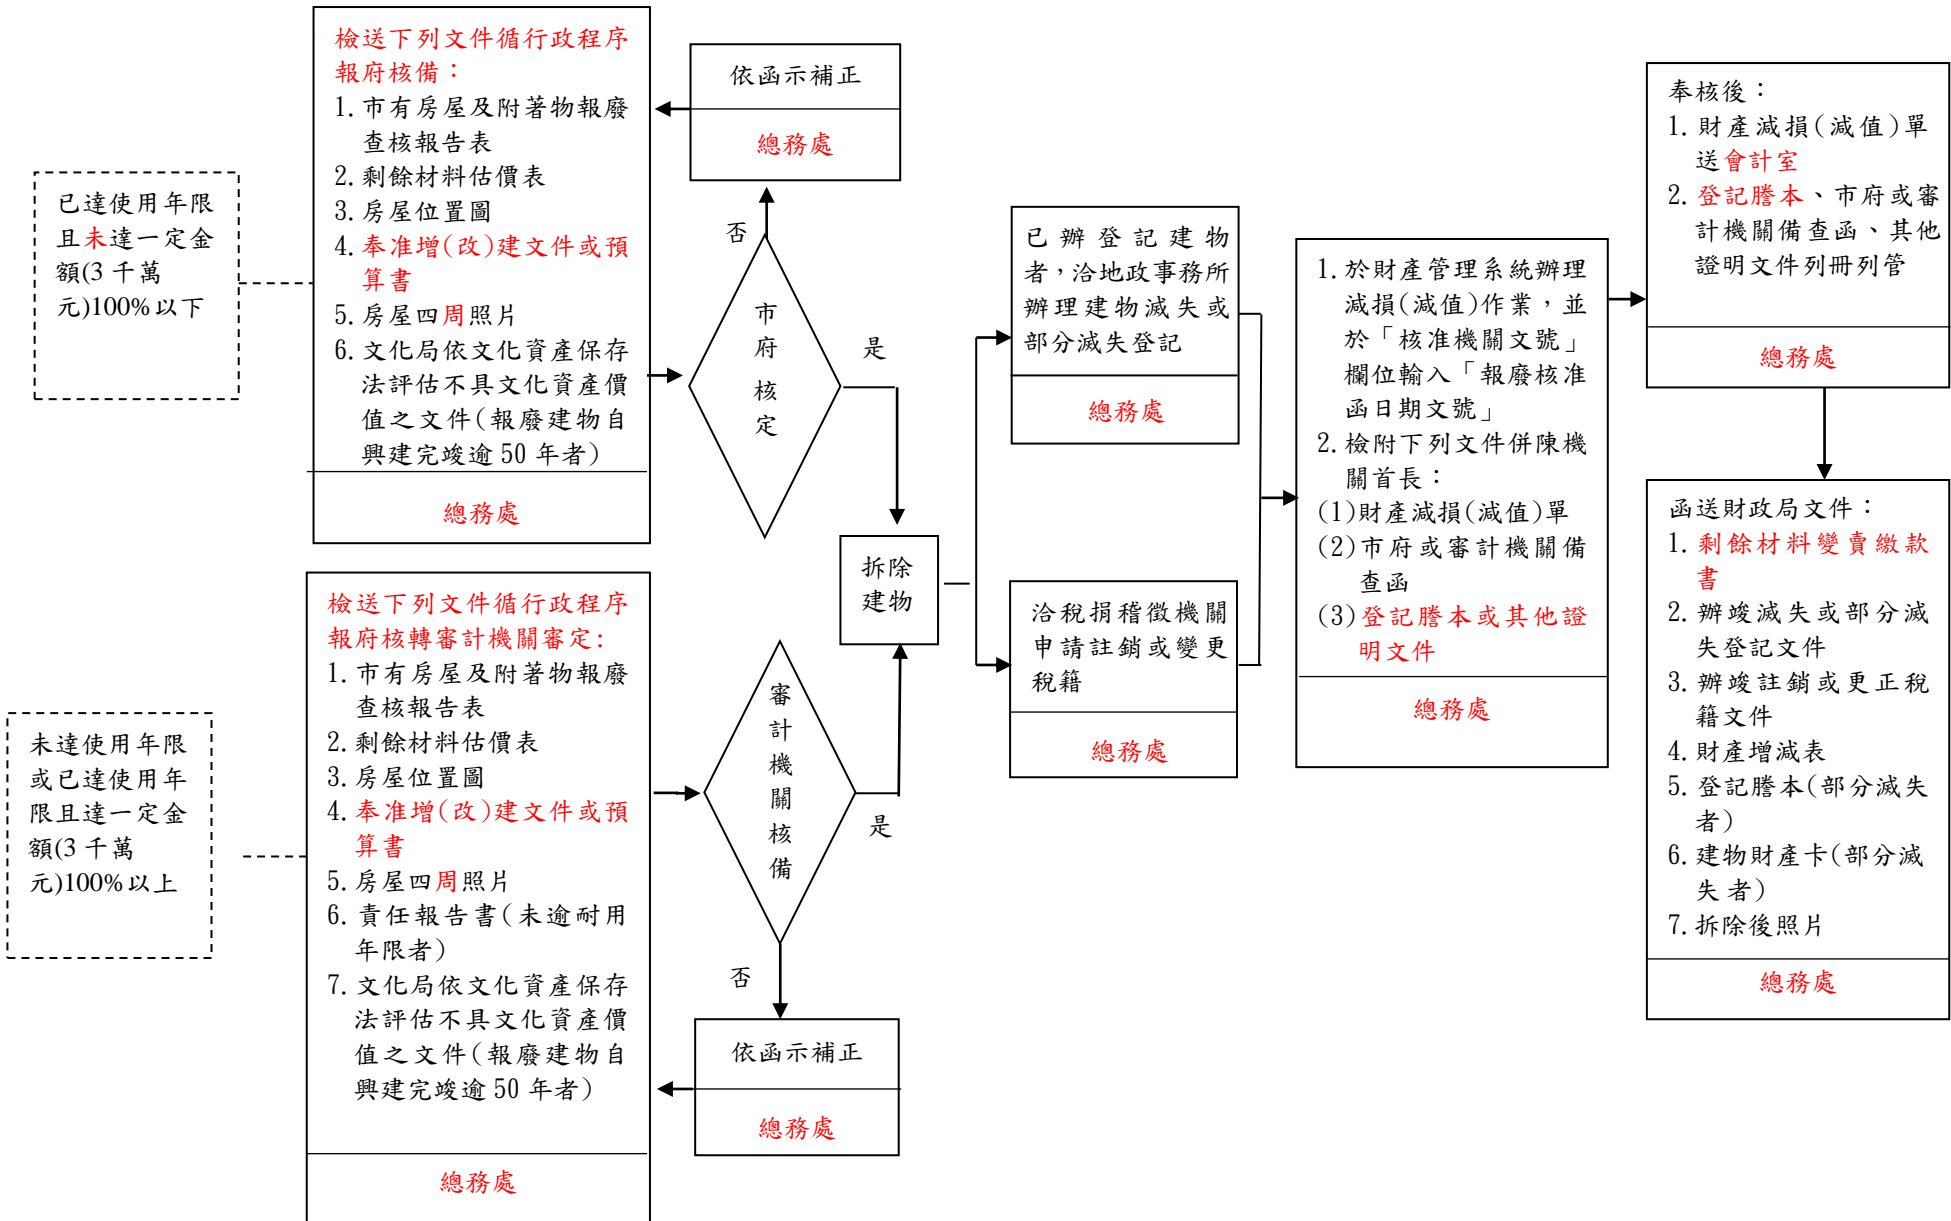 已達使用年限
且未達一定金
額(3 千萬
元)100%以下
檢送下列文件循行政程序
報府核備：
1.市有房屋及附著物報廢
查核報告表
2.剩餘材料估價表
3.房屋位置圖
4.奉准增(改)建文件或預
算書
5.房屋四周照片
6.文化局依文化資產保存
法評估不具文化資產價
值之文件(報廢建物自
興建完竣逾 50 年者)
總務處
依函示補正
總務處
否
市府核定
是
未達使用年限
或已達使用年
限且達一定金
額(3 千萬
元)100%以上
檢送下列文件循行政程序
報府核轉審計機關審定:
1.市有房屋及附著物報廢
查核報告表
2.剩餘材料估價表
3.房屋位置圖
4.奉准增(改)建文件或預
算書
5.房屋四周照片
6.責任報告書(未逾耐用
年限者)
7.文化局依文化資產保存
法評估不具文化資產價
值之文件(報廢建物自
興建完竣逾 50 年者)
總務處
審計機關核備
是
否
依函示補正
總務處
拆除
建物
已辦登記建物
者，洽地政事務所
辦理建物滅失或
部分滅失登記
總務處
洽稅捐稽徵機關
申請註銷或變更
稅籍
總務處
1.於財產管理系統辦理
減損(減值)作業，並
於「核准機關文號」
欄位輸入「報廢核准
函日期文號」
2.檢附下列文件併陳機
關首長：
(1)財產減損(減值)單
(2)市府或審計機關備
查函
(3)登記謄本或其他證
明文件
總務處
奉核後：
1.財產減損(減值)單
送會計室
2.登記謄本、市府或審
計機關備查函、其他
證明文件列冊列管
總務處
函送財政局文件：
1.剩餘材料變賣繳款
書
2.辦竣滅失或部分滅
失登記文件
3.辦竣註銷或更正稅
籍文件
4.財產增減表
5.登記謄本(部分滅失
者)
6.建物財產卡(部分滅
失者)
7.拆除後照片
總務處